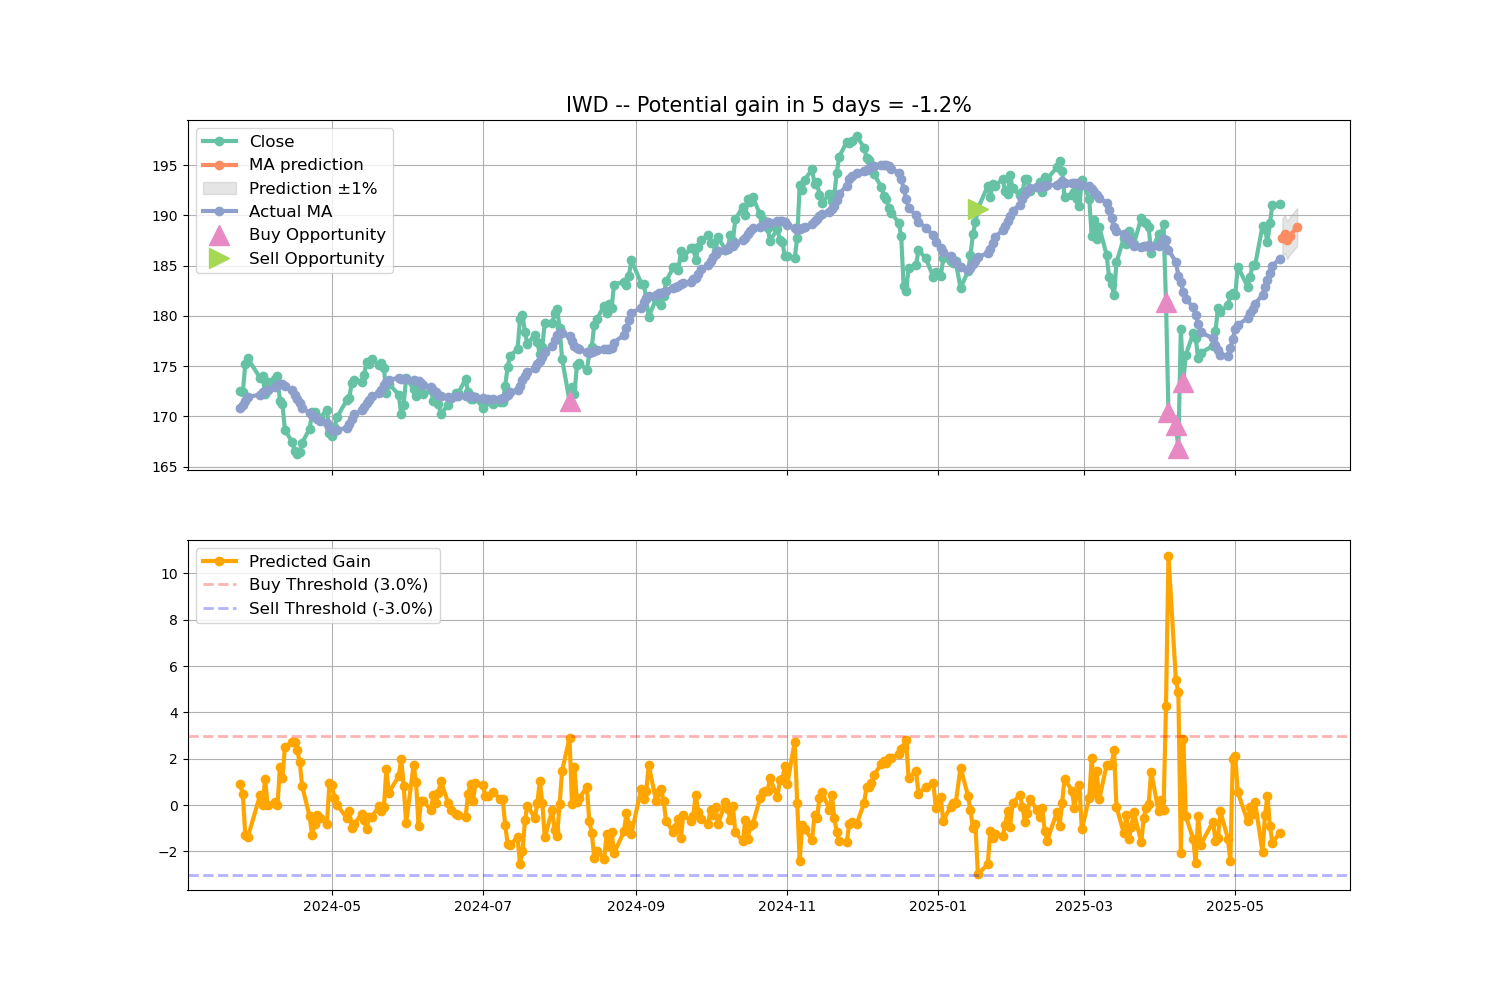 IWD -- Potential gain in 5 days = -1.2%
Close
MA prediction
Prediction ±1%
Actual MA
Buy Opportunity
Sell Opportunity
195
190
185
180
175
170
165
Predicted Gain
Buy Threshold (3.0%)
Sell Threshold (-3.0%)
10
8
6
4
2
0
−2
2024-05
2024-07
2024-09
2024-11
2025-01
2025-03
2025-05